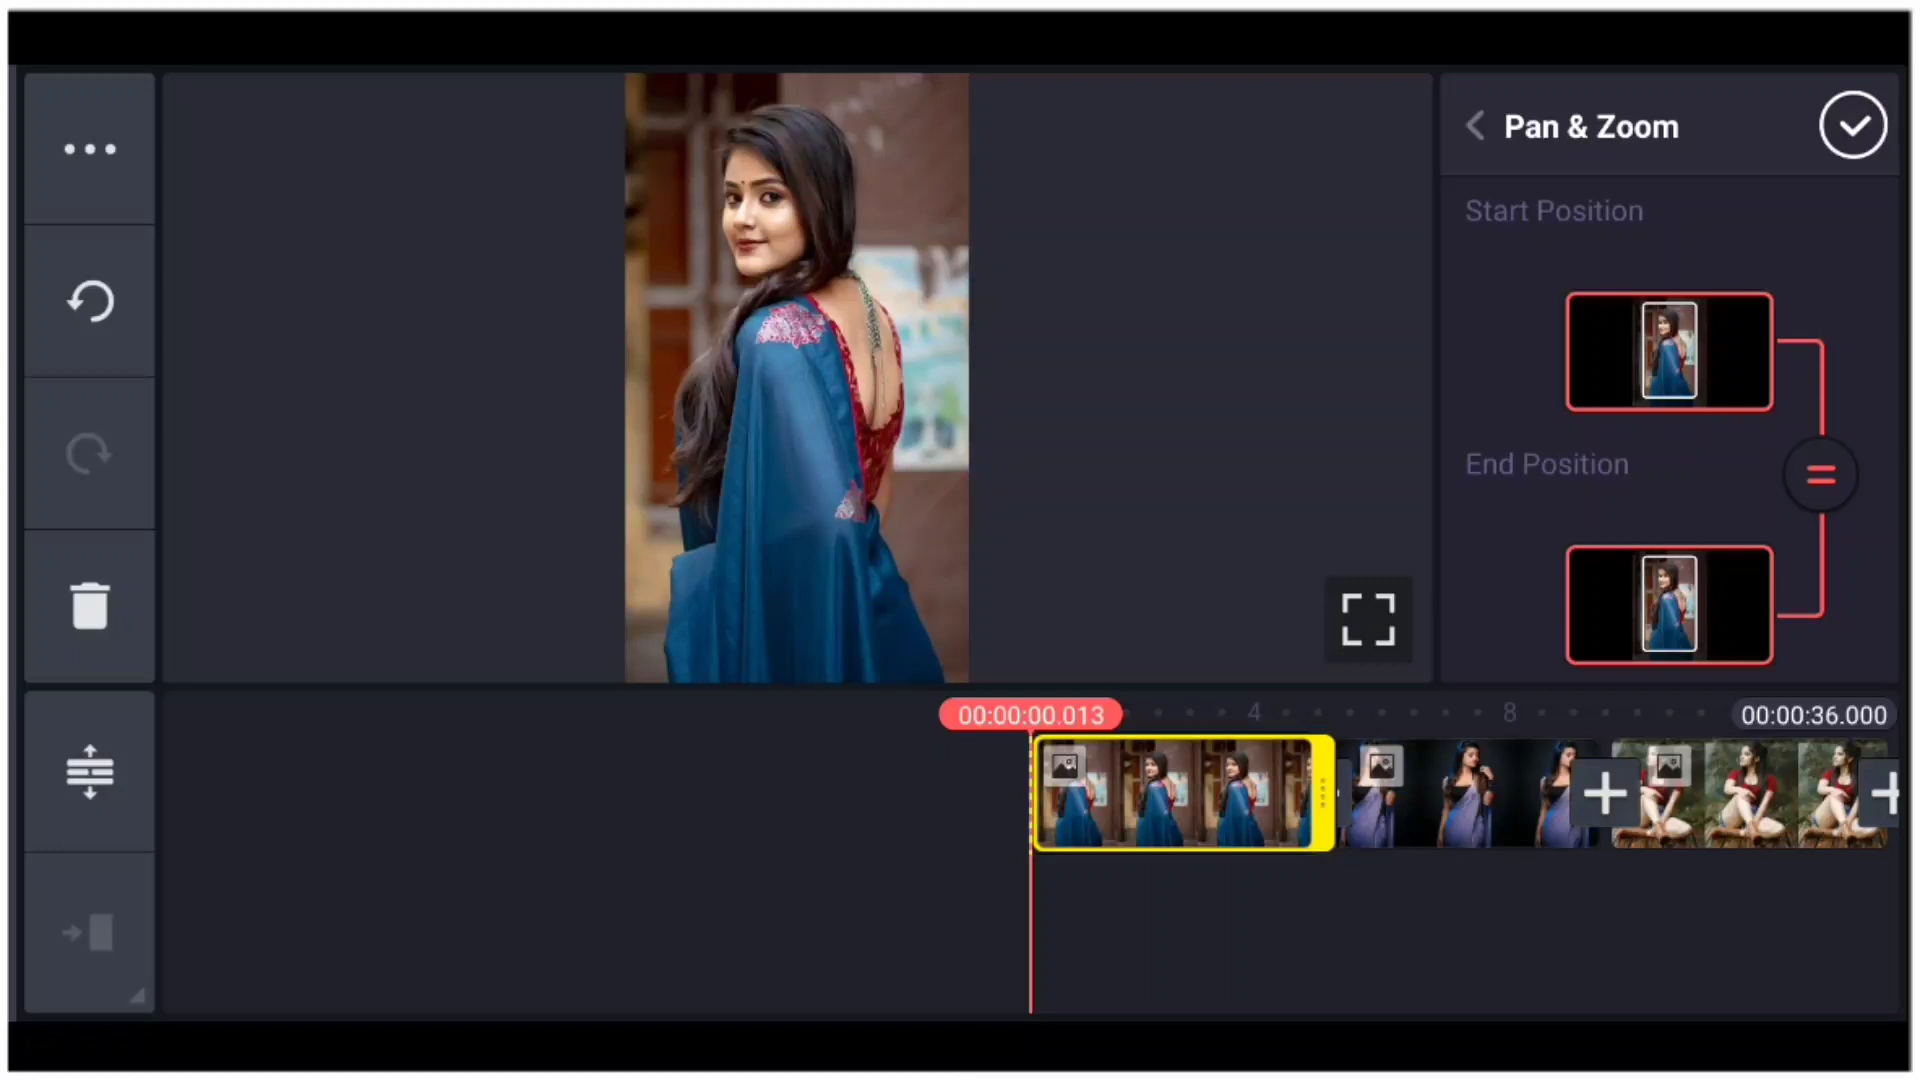 Pan & Zoom
Start Position
End Position
00:00:00.013
4
8
00:00:36.000